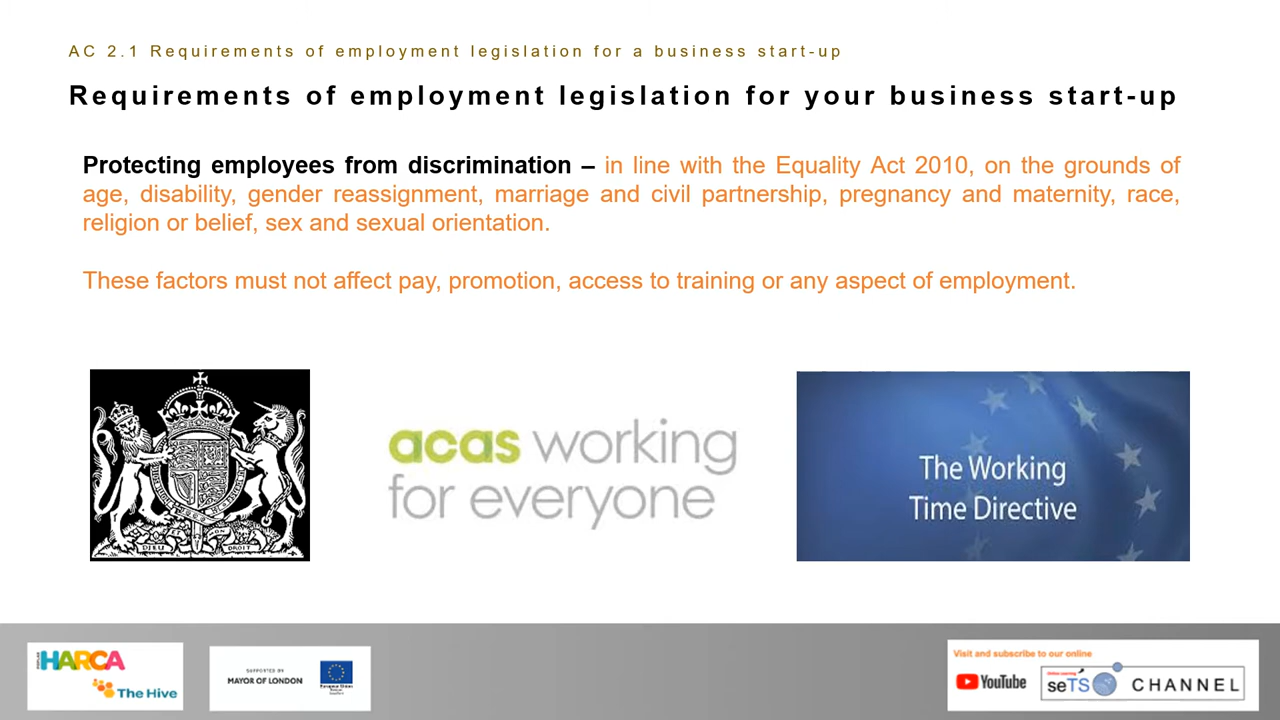 AC 2.1 Requirements of employment legislation for a business start-up
Requirements of employment legislation for your business start-up
Protecting employees from discrimination – in line with the Equality Act 2010, on the grounds of
age, disability, gender reassignment, marriage and civil partnership, pregnancy and maternity, race,
religion or belief, sex and sexual orientation.
These factors must not affect pay, promotion, access to training or any aspect of employment.
DIEU DROIT
acas working
for everyone
The Working
Time Directive
HARCA
The Hive
SUPPORTED BY
MAYOR OF LONDON
Visit and subscribe to our online
YouTube
seTS CHANNEL